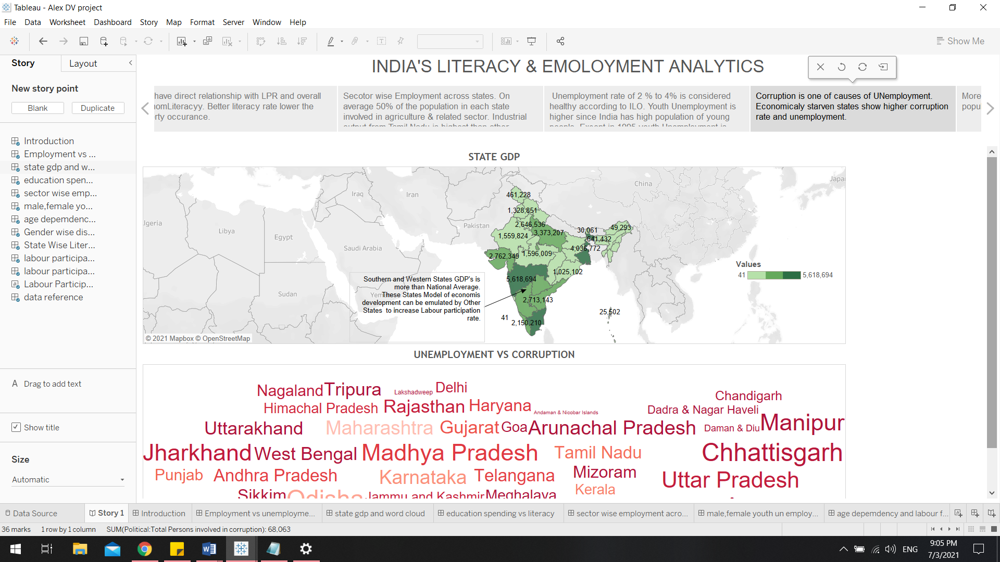 Tableau - Alex DV project
File Data Worksheet Dashboard Story Map Format Server Window Help
Show Me
Story Layout
New story point
Blank Duplicate
Introduction
Employment vs ...
state gdp and w...
education spen...
sector wise emp...
male,female yo...
age depemdenc...
Gender wise dis...
State Wise Liter...
labour participa...
labour participa...
Labour Particip...
data reference
A Drag to add text
Show title
Size
Automatic
INDIA'S LITERACY & EMOLOYMENT ANALYTICS
have direct relationship with LPR and overall
nomLiteracyy. Better literacy rate lower the
rty occurance.
Secotor wise Employment across states. On
average 50% of the population in each state
involved in agriculture & related sector. Industrial
output from Tamil Nadu is highest than other
Unemployment rate of 2 % to 4% is considered
healthy according to ILO. Youth Unemployment is
higher since India has high population of young
people. Except in 1995 youth Unemployment is
Corruption is one of causes of UNemployment.
Economicaly starven states show higher corruption
rate and unemployment.
More
popu
STATE GDP
Iraq
Iran
China
Japa
lgeria
Libya
Egypt
Pakistan
Saudi Arabia
Sudan
Yem
461,228
1,328,851
2,646,536
3,373,207
30,061
49,293
1,559,824
641,432
4,036,772
2,762,349
1,596,009
1,025,102
5,618,694
2,713,143
41
2,150,210
25,502
Southern and Western States GDP's is
more than National Average.
These States Model of economis
development can be emulated by Other
States to increase Labour participation
rate.
Values
41 5,618,694
© 2021 Mapbox © OpenStreetMap
UNEMPLOYMENT VS CORRUPTION
Nagaland Tripura Lakshadweep Delhi Chandigarh
Himachal Pradesh Rajasthan Haryana Andaman & Nicobar Islands Dadra & Nagar Haveli
Uttarakhand Maharashtra Gujarat Goa Arunachal Pradesh Daman & Diu Manipur
Jharkhand West Bengal Madhya Pradesh Tamil Nadu Chhattisgarh
Punjab Andhra Pradesh Karnataka Telangana Mizoram Uttar Pradesh
Kerala
Sikkim Odisha Jammu and Kashmir Meghalaya
Data Source Story 1 Introduction Employment vs unemployme... state gdp and word cloud education spending vs literacy sector wise employment acro... male,female youth un employ... age depemdency and labour f...
36 marks 1 row by 1 column SUM(Political:Total Persons involved in corruption): 68,063
ENG
9:05 PM
7/3/2021